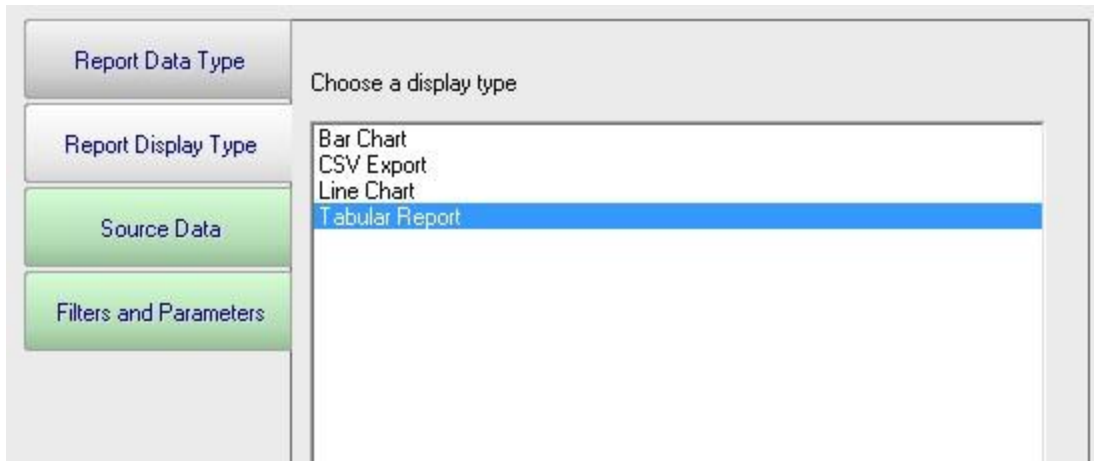 Report Data Type
Report Display Type
Source Data
Filters and Parameters
Choose a display type
Bar Chart
CSV Export
Line Chart
Tabular Report